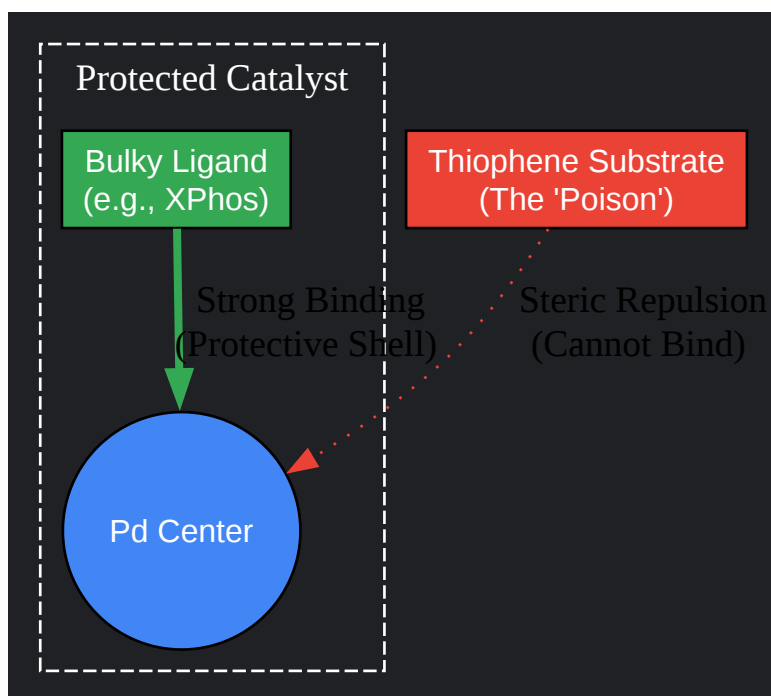 Protected Catalyst
Bulky Ligand
(e.g., XPhos)
Thiophene Substrate
(The 'Poison')
Strong Binding
(Protective Shell)
Steric Repulsion
(Cannot Bind)
Pd Center